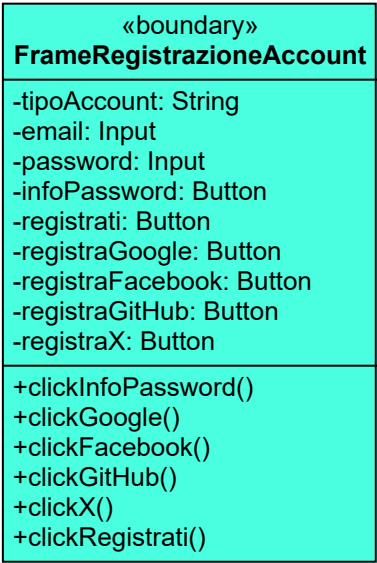 «boundary»
FrameRegistrazioneAccount
-tipoAccount: String
-email: Input
-password: Input
-infoPassword: Button
-registrati: Button
-registraGoogle: Button
-registraFacebook: Button
-registraGitHub: Button
-registraX: Button
+clickInfoPassword()
+clickGoogle()
+clickFacebook()
+clickGitHub()
+clickX()
+clickRegistrati()